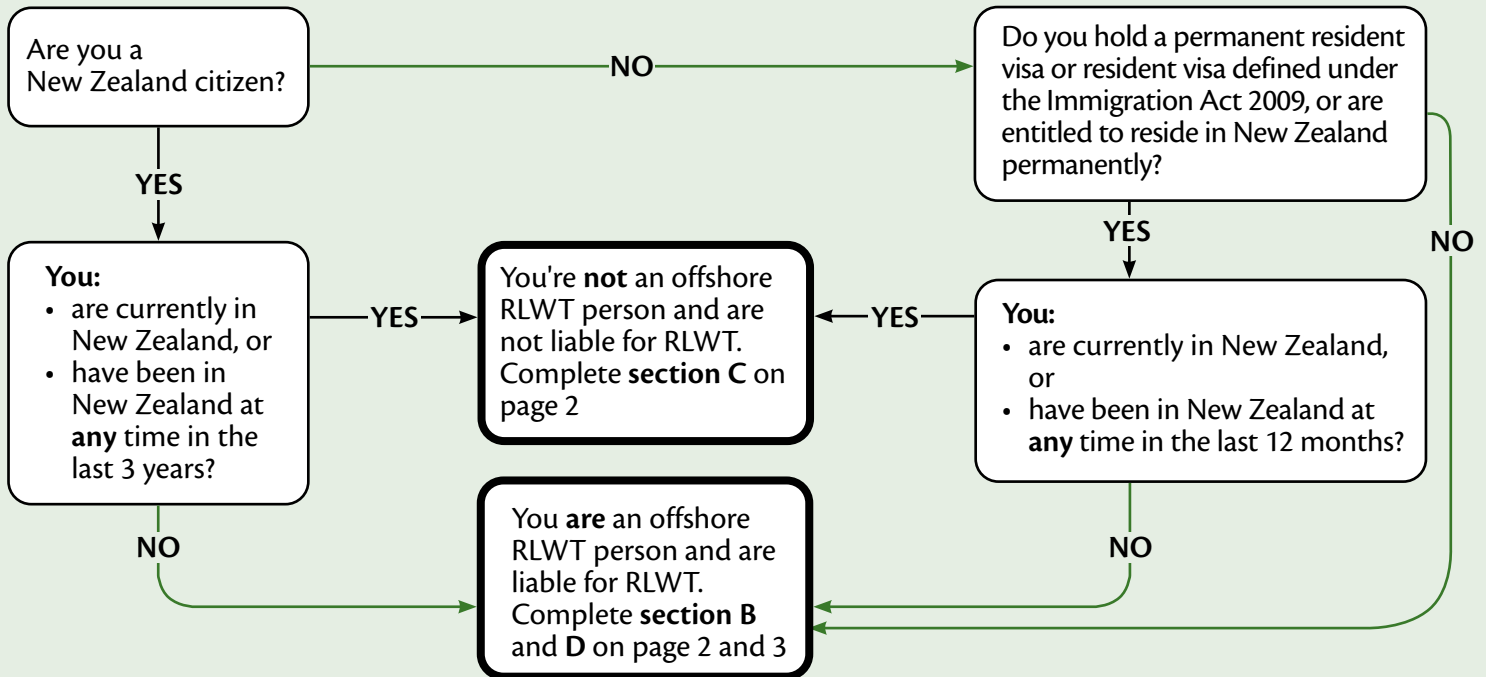 Are you a
New Zealand citizen?
NO
Do you hold a permanent resident
visa or resident visa defined under
the Immigration Act 2009, or are
entitled to reside in New Zealand
permanently?
YES
YES
NO
You:
• are currently in
New Zealand, or
• have been in
New Zealand at
any time in the
last 3 years?
YES
You're not an offshore
RLWT person and are
not liable for RLWT.
Complete section C on
page 2
YES
You:
• are currently in New Zealand,
or
• have been in New Zealand at
any time in the last 12 months?
NO
You are an offshore
RLWT person and are
liable for RLWT.
Complete section B
and D on page 2 and 3
NO